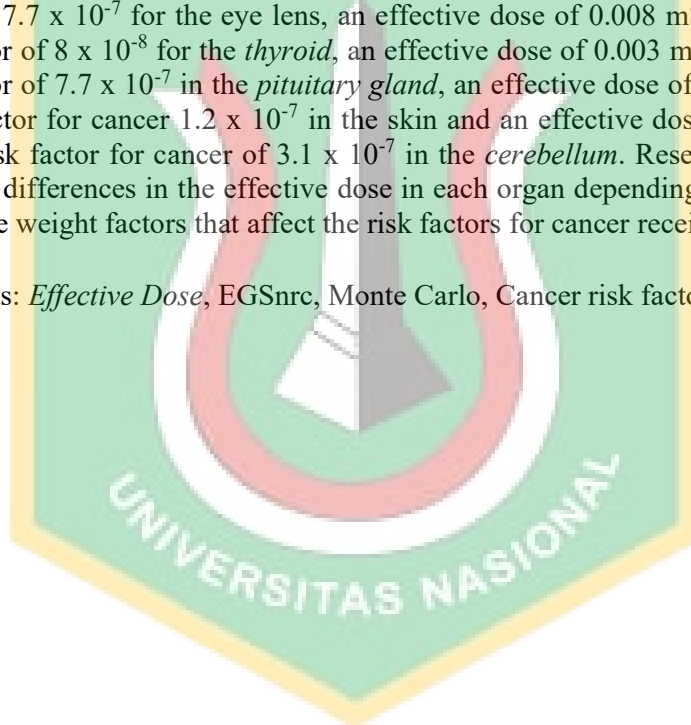 7.7 x 10⁻⁷ for the eye lens, an effective dose of 0.008 m
or of 8 x 10⁻⁸ for the thyroid, an effective dose of 0.003 m
or of 7.7 x 10⁻⁷ in the pituitary gland, an effective dose of
ctor for cancer 1.2 x 10⁻⁷ in the skin and an effective dos
sk factor for cancer of 3.1 x 10⁻⁷ in the cerebellum. Rese
differences in the effective dose in each organ depending
e weight factors that affect the risk factors for cancer recei
s: Effective Dose, EGSnrc, Monte Carlo, Cancer risk facto
UNIVERSITAS NASIONAL